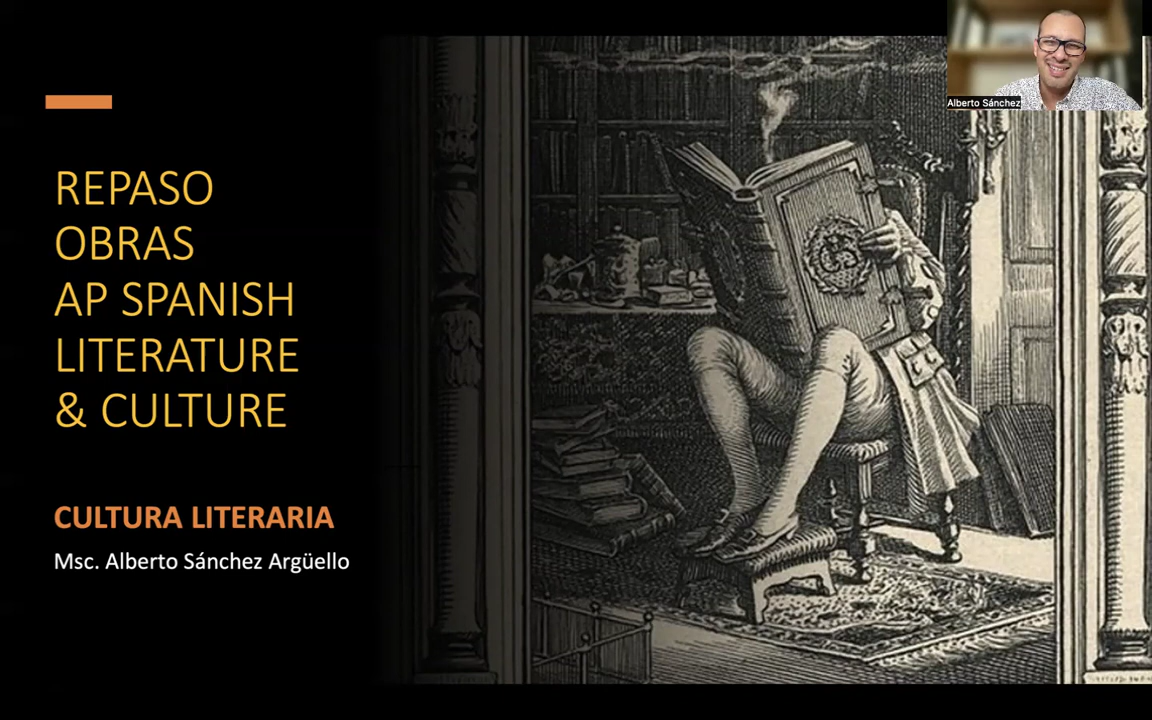 Alberto Sánchez
REPASO
OBRAS
AP SPANISH
LITERATURE
& CULTURE
CULTURA LITERARIA
Msc. Alberto Sánchez Argüello